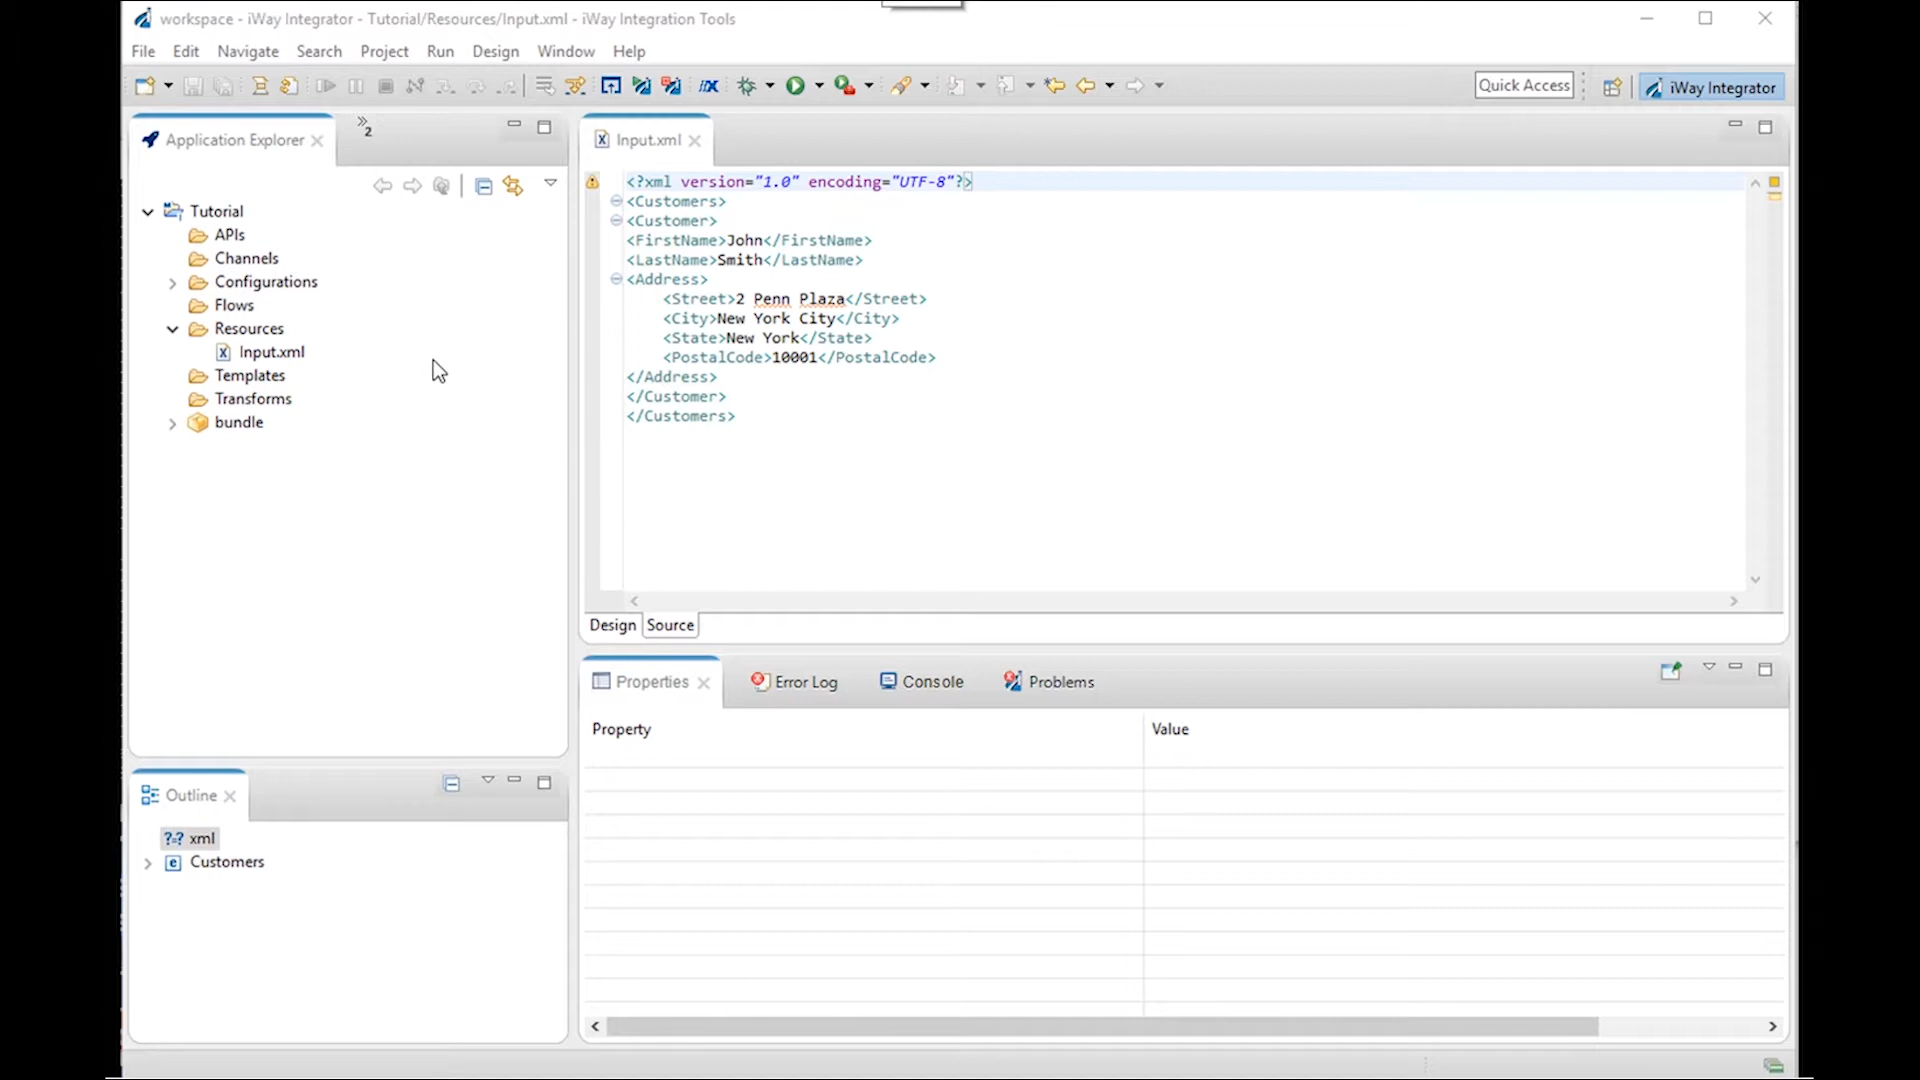 workspace - iWay Integrator - Tutorial/Resources/Input.xml - iWay Integration Tools
File Edit Navigate Search Project Run Design Window Help
Quick Access
iWay Integrator
Application Explorer
2
Tutorial
APIs
Channels
Configurations
Flows
Resources
Input.xml
Templates
Transforms
bundle
Input.xml
<?xml version="1.0" encoding="UTF-8"?>
<Customers>
<Customer>
<FirstName>John</FirstName>
<LastName>Smith</LastName>
<Address>
<Street>2 Penn Plaza</Street>
<City>New York City</City>
<State>New York</State>
<PostalCode>10001</PostalCode>
</Address>
</Customer>
</Customers>
Design Source
Outline
?=? xml
e Customers
Properties Error Log Console Problems
Property Value